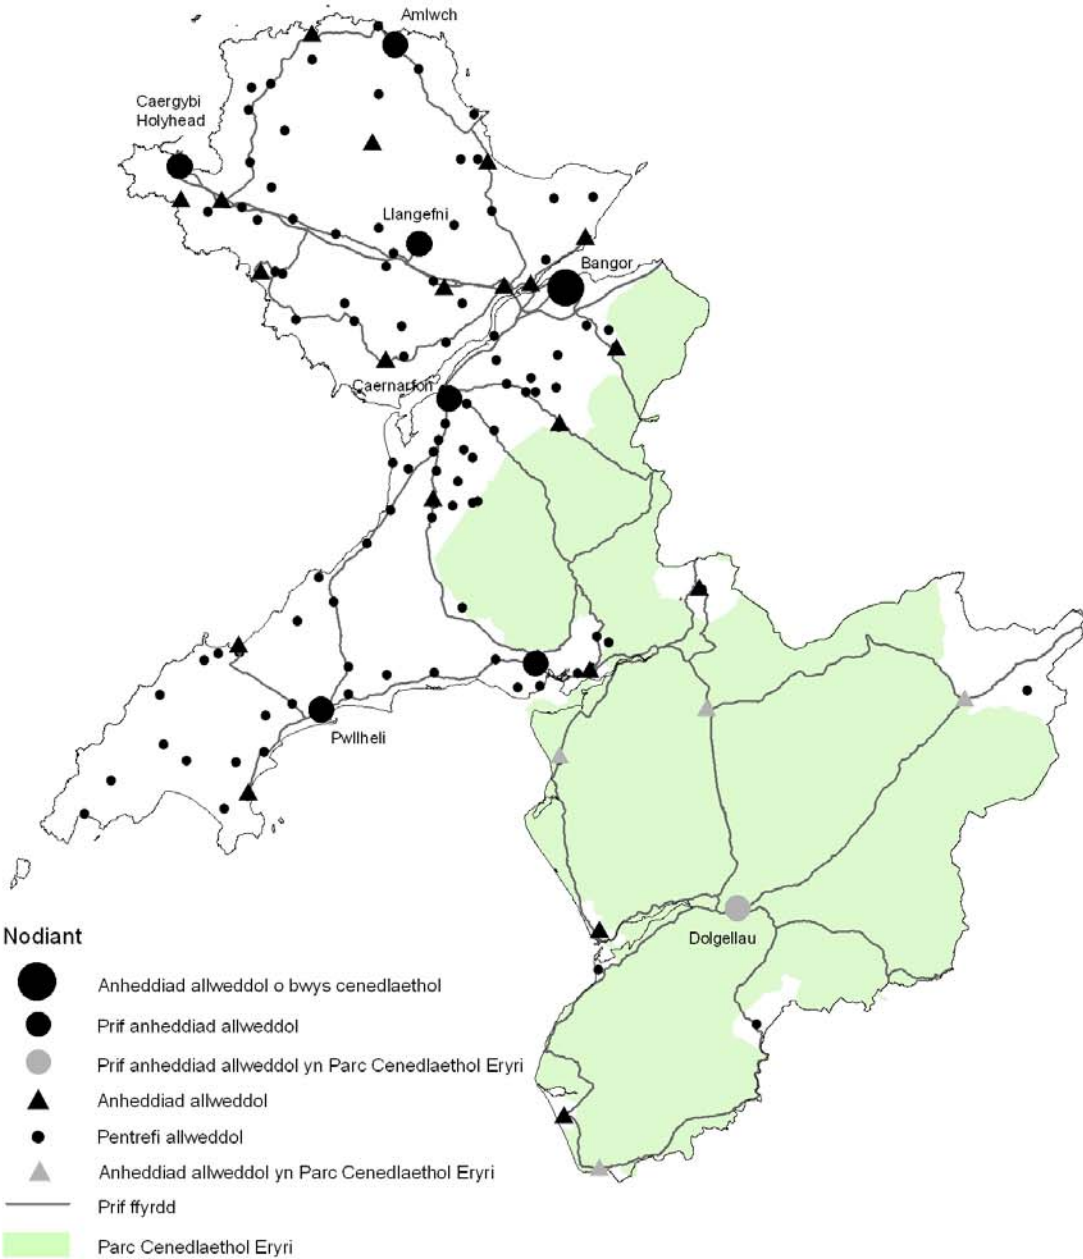 Amlwch
Caergybi
Holyhead
Llangefni
Bangor
Caernarfon
Pwllheli
Dolgellau
Nodiant
Anheddiad allweddol o bwys cenedlaethol
Prif anheddiad allweddol
Prif anheddiad allweddol yn Parc Cenedlaethol Eryri
Anheddiad allweddol
Pentrefi allweddol
Anheddiad allweddol yn Parc Cenedlaethol Eryri
Prif ffyrdd
Parc Cenedlaethol Eryri